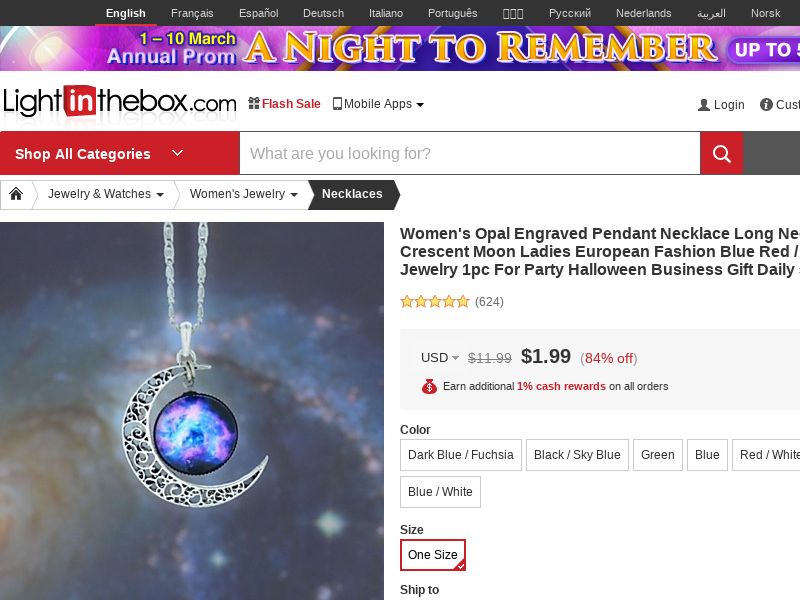 English Français Español Deutsch Italiano Português Русский Nederlands العربية Norsk
1 – 10 March
Annual Prom
A Night to Remember
UP TO
Lightinthebox.com
Flash Sale Mobile Apps Login
Shop All Categories What are you looking for?
Jewelry & Watches Women's Jewelry Necklaces
Women's Opal Engraved Pendant Necklace Long
Crescent Moon Ladies European Fashion Blue Red /
Jewelry 1pc For Party Halloween Business Gift Daily
(624)
USD $11.99 $1.99 (84% off)
Earn additional 1% cash rewards on all orders
Color
Dark Blue / Fuchsia Black / Sky Blue Green Blue Red / White
Blue / White
Size
One Size
Ship to